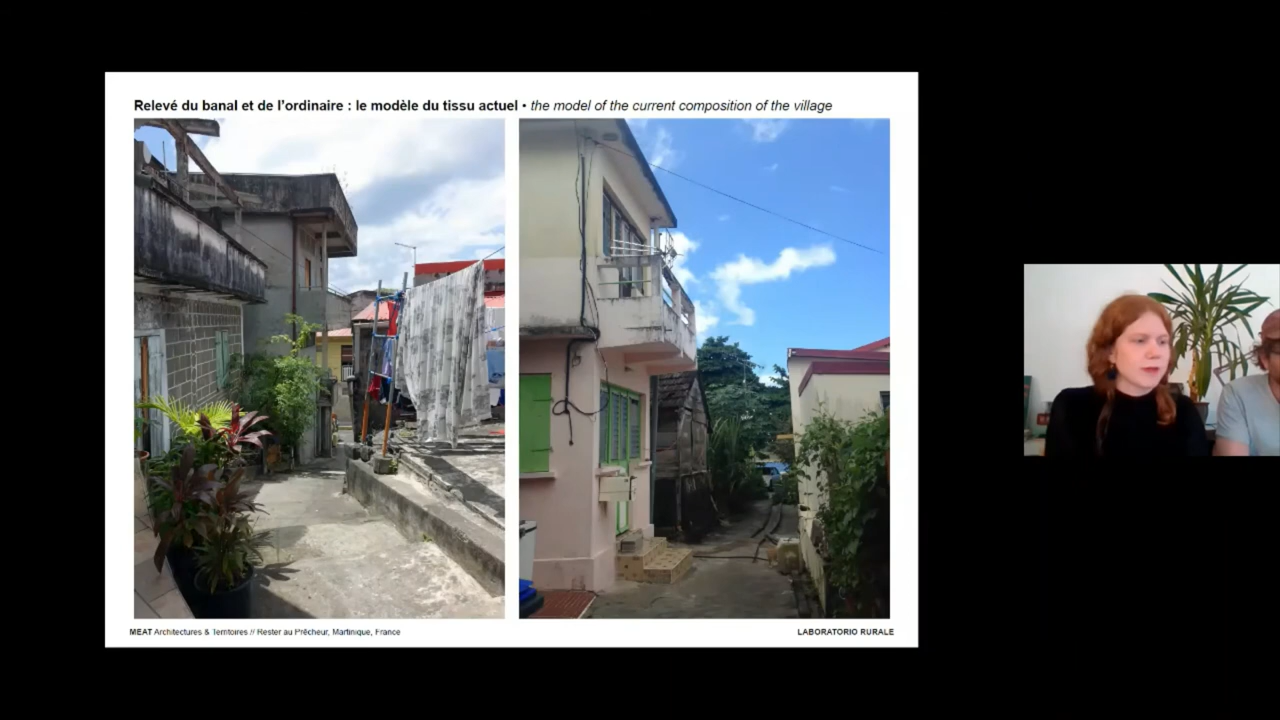 Relevé du banal et de l'ordinaire : le modèle du tissu actuel • the model of the current composition of the village
MEAT Architectures & Territoires // Rester au Prêcheur, Martinique, France
LABORATORIO RURALE